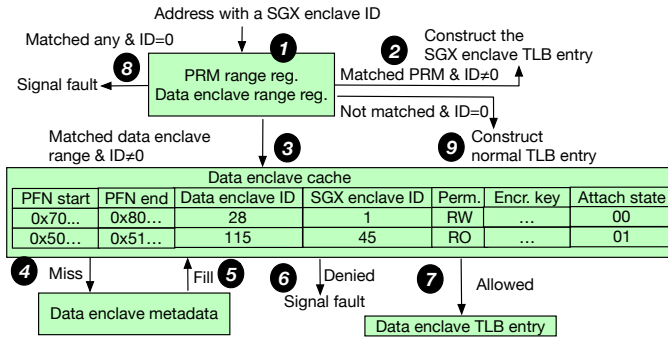 Address with a SGX enclave ID
Matched any & ID=0
8
Signal fault
1
PRM range reg.
Data enclave range reg.
2
Construct the
SGX enclave TLB entry
Matched PRM & ID≠0
Not matched & ID=0
Matched data enclave
range & ID≠0
3
9
Construct
normal TLB entry
Data enclave cache
PFN start PFN end Data enclave ID SGX enclave ID Perm. Encr. key Attach state
0x70... 0x80... 28 1 RW ... 00
0x50... 0x51... 115 45 RO ... 01
4
Miss
Fill
5
6
Denied
Signal fault
7
Allowed
Data enclave metadata
Data enclave TLB entry